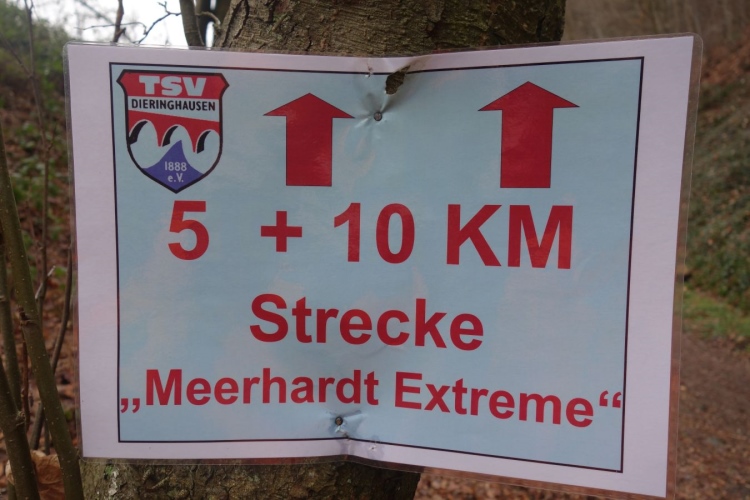 TSV
DIERINGHAUSEN
1888
e.V.
5 + 10 KM
Strecke
„Meerhardt Extreme“